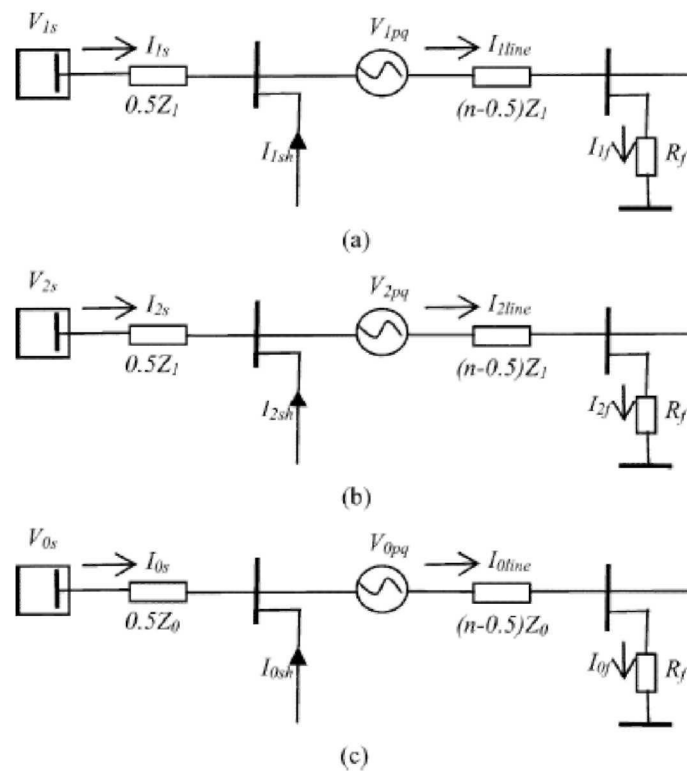 V1s I1s V1pq I1line
0.5Z1 (n-0.5)Z1
I1sh I1f Rf
(a)
V2s I2s V2pq I2line
0.5Z1 (n-0.5)Z1
I2sh I2f Rf
(b)
V0s I0s V0pq I0line
0.5Z0 (n-0.5)Z0
I0sh I0f Rf
(c)